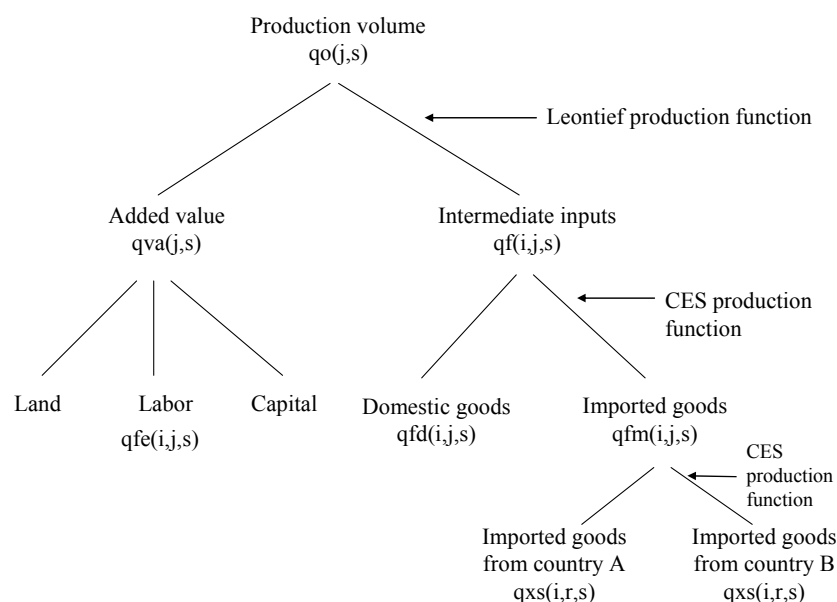 Production volume
qo(j,s)
Leontief production function
Added value
qva(j,s)
Intermediate inputs
qf(i,j,s)
CES production
function
Land
Labor
qfe(i,j,s)
Capital
Domestic goods
qfd(i,j,s)
Imported goods
qfm(i,j,s)
CES
production
function
Imported goods
from country A
qxs(i,r,s)
Imported goods
from country B
qxs(i,r,s)